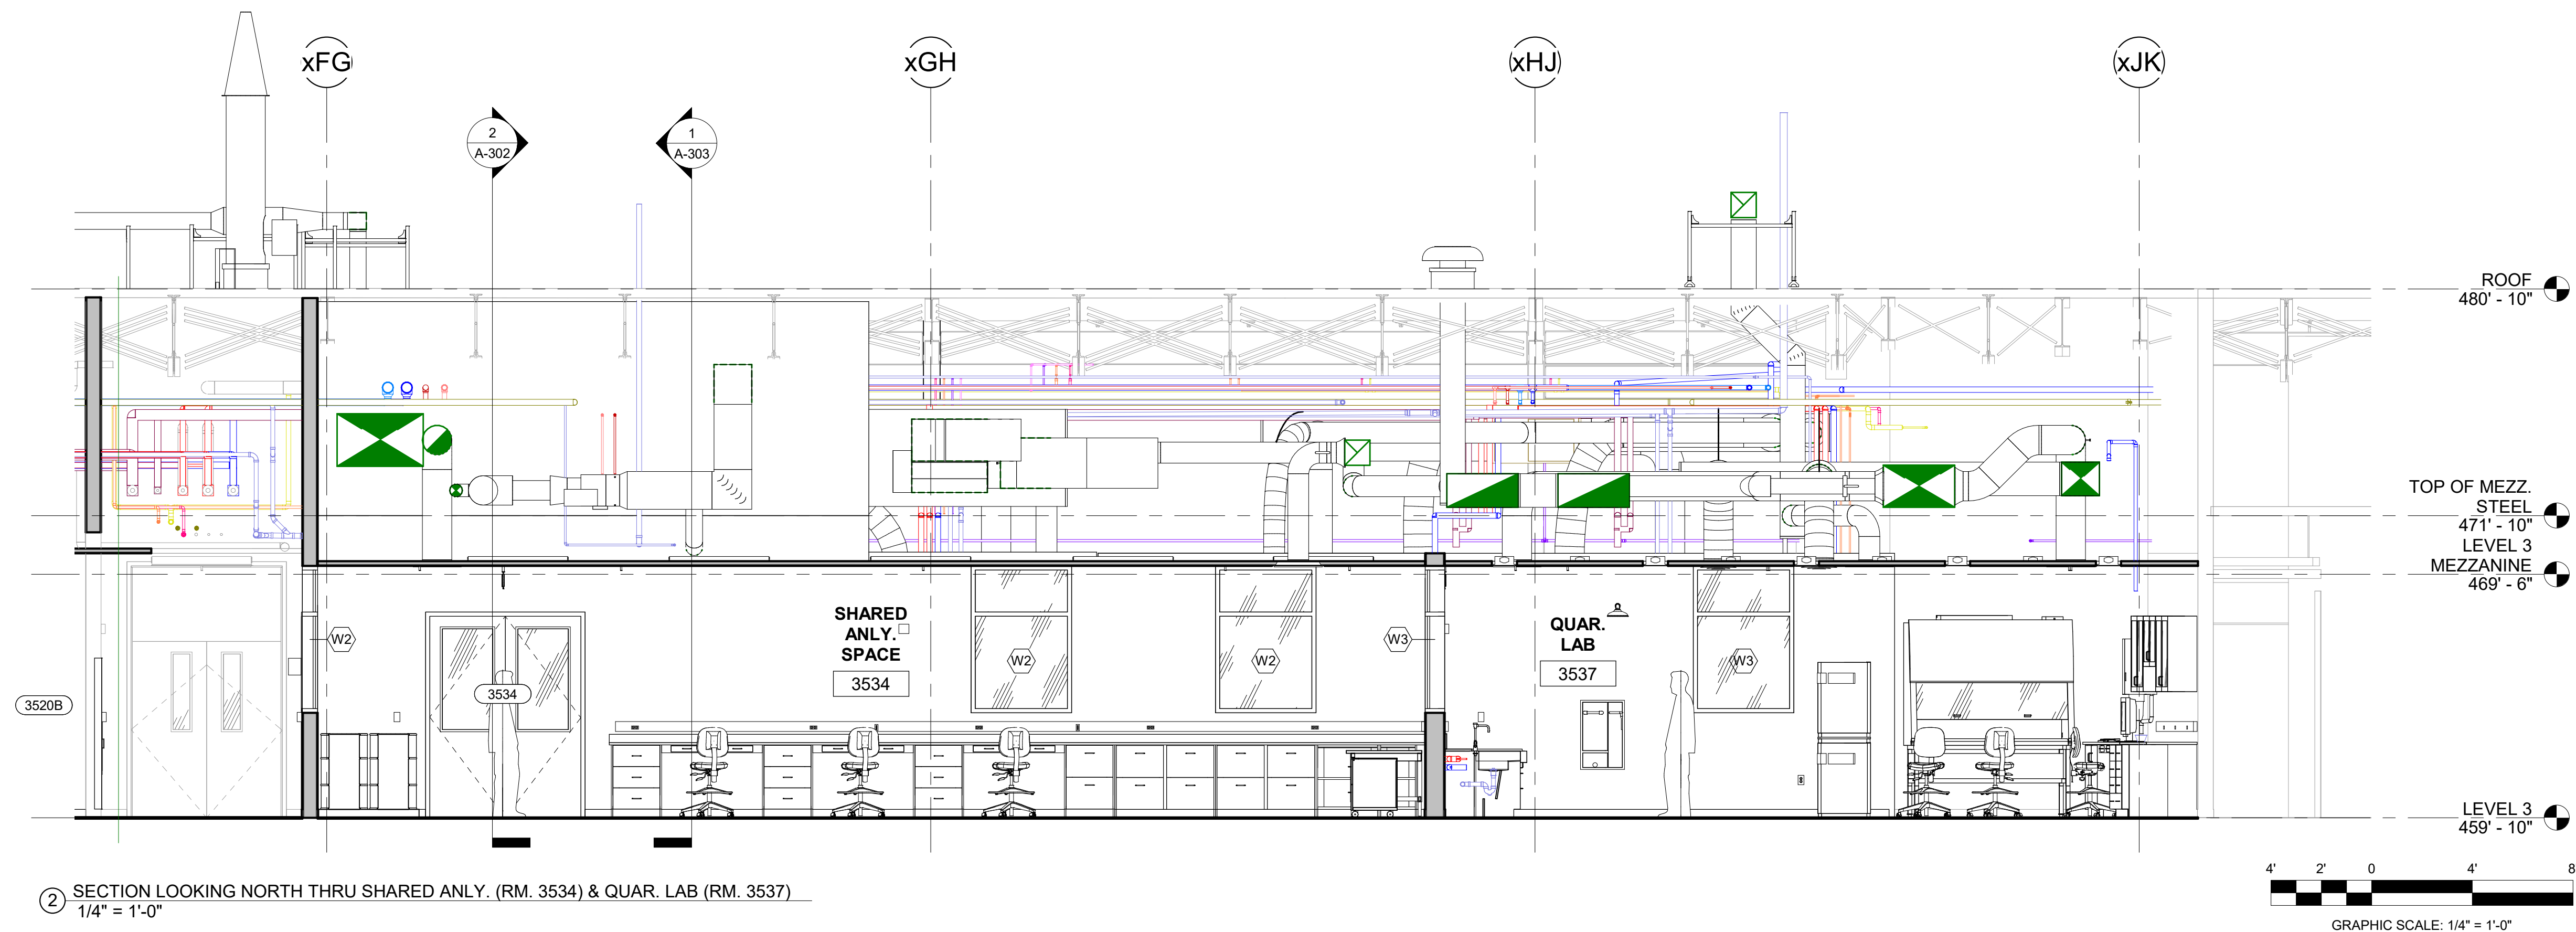 xFG
xGH
xHJ
xJK
2
A-302
1
A-303
ROOF
480' - 10"
TOP OF MEZZ.
STEEL
471' - 10"
LEVEL 3
MEZZANINE
469' - 6"
W2
SHARED
ANLY.
SPACE
3534
W2
W2
W3
QUAR.
LAB
3537
W3
3534
3520B
LEVEL 3
459' - 10"
2
SECTION LOOKING NORTH THRU SHARED ANLY. (RM. 3534) & QUAR. LAB (RM. 3537)
1/4" = 1'-0"
4' 2' 0 4' 8
GRAPHIC SCALE: 1/4" = 1'-0"